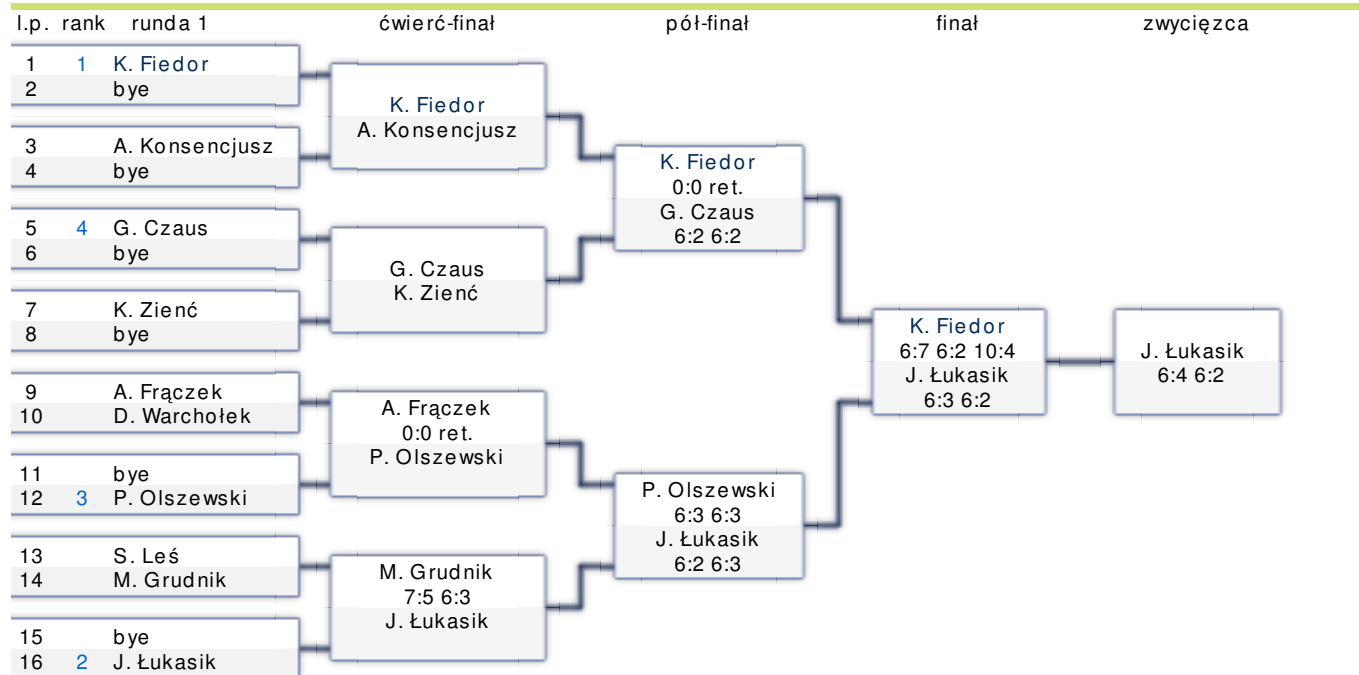 l.p. rank runda 1 ćwierć-finał pół-finał finał zwycięzca
1 1 K. Fiedor
2 bye
3 A. Konsencjusz
4 bye
5 4 G. Czaus
6 bye
7 K. Zienć
8 bye
9 A. Frączek
10 D. Warchołek
11 bye
12 3 P. Olszewski
13 S. Leś
14 M. Grudnik
15 bye
16 2 J. Łukasik
K. Fiedor
A. Konsencjusz
G. Czaus
K. Zienć
A. Frączek
0:0 ret.
P. Olszewski
M. Grudnik
7:5 6:3
J. Łukasik
K. Fiedor
0:0 ret.
G. Czaus
6:2 6:2
P. Olszewski
6:3 6:3
J. Łukasik
6:2 6:3
K. Fiedor
6:7 6:2 10:4
J. Łukasik
6:3 6:2
J. Łukasik
6:4 6:2